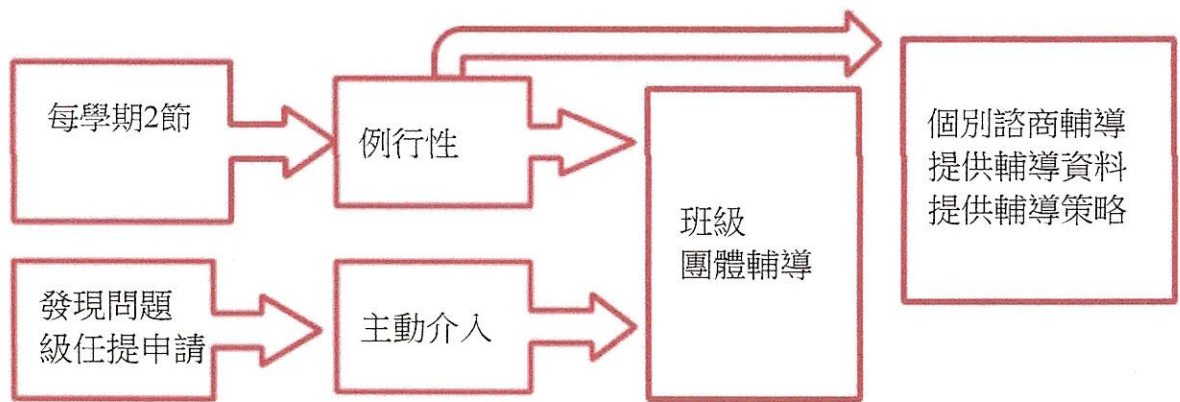 每學期2節
例行性
個別諮商輔導
提供輔導資料
提供輔導策略
班級
團體輔導
發現問題
級任提申請
主動介入